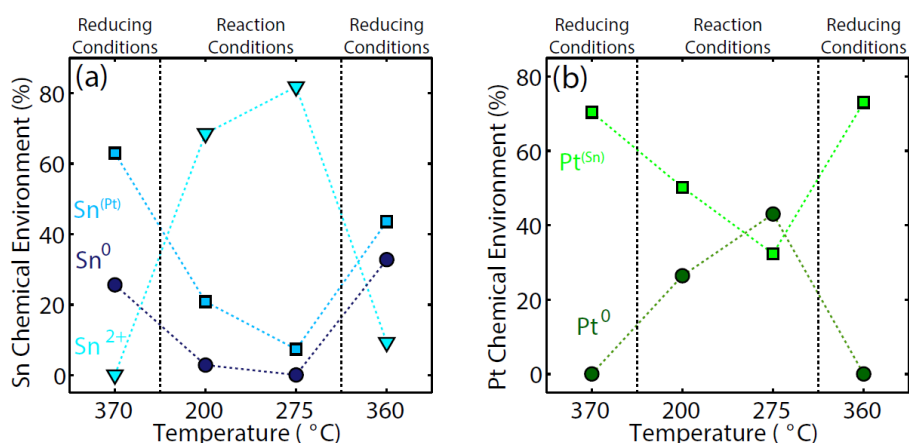 Reducing Conditions
Reaction Conditions
Reducing Conditions
(a)
Sn Chemical Environment (%)
80
60
40
20
0
Sn(Pt)
Sn0
Sn 2+
370 200 275 360
Temperature ( °C)
Reducing Conditions
Reaction Conditions
Reducing Conditions
(b)
Pt Chemical Environment (%)
80
60
40
20
0
Pt(Sn)
Pt0
370 200 275 360
Temperature ( °C)